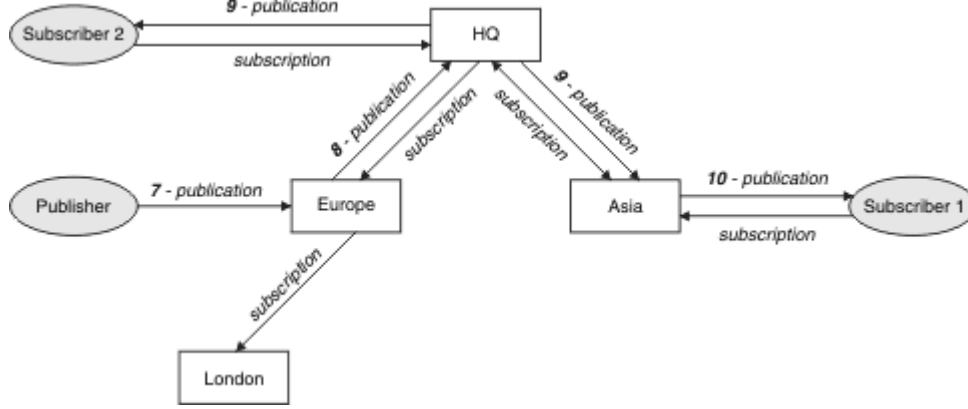 9 - publication
Subscriber 2
HQ
subscription
8 - publication
subscription
subscription
9 - publication
7 - publication
Publisher
Europe
Asia
10 - publication
Subscriber 1
subscription
subscription
London